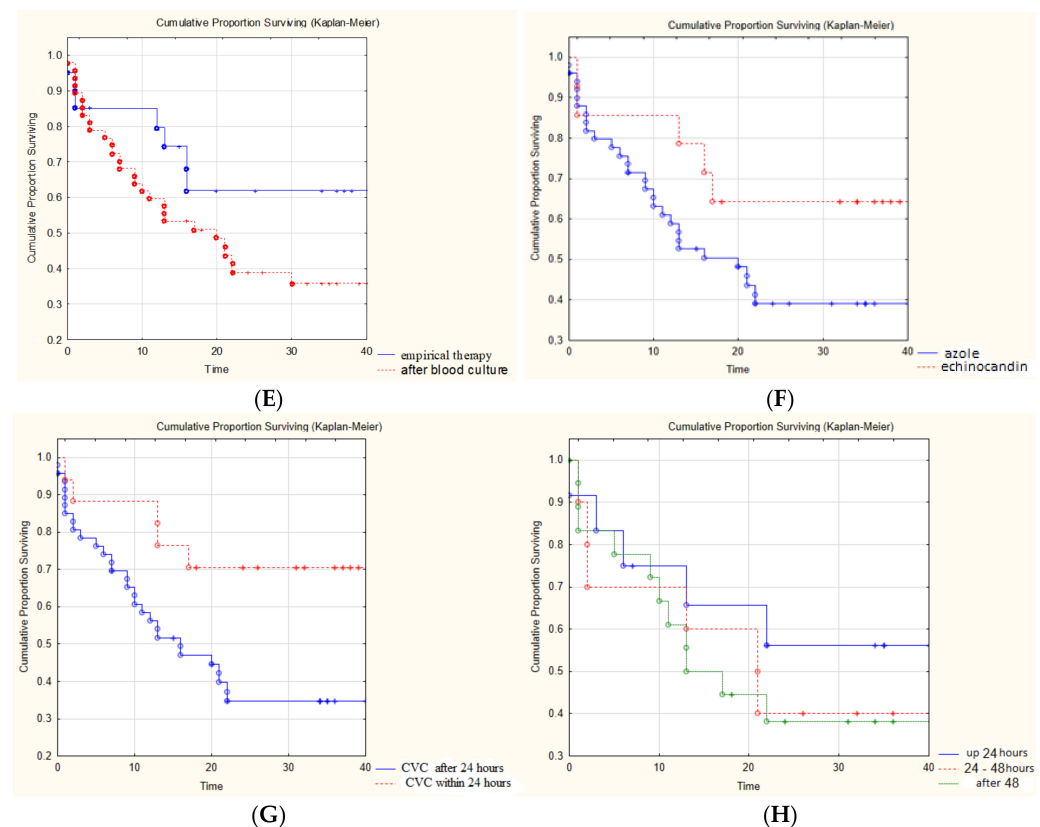 Cumulative Proportion Surviving (Kaplan-Meier)
1.0
0.9
0.8
0.7
0.6
0.5
0.4
0.3
0.2
Cumulative Proportion Surviving
0 10 20 30 40
Time
empirical therapy
after blood culture
(E)
Cumulative Proportion Surviving (Kaplan-Meier)
1.0
0.9
0.8
0.7
0.6
0.5
0.4
0.3
Cumulative Proportion Surviving
0 10 20 30 40
Time
azole
echinocandin
(F)
Cumulative Proportion Surviving (Kaplan-Meier)
1.0
0.9
0.8
0.7
0.6
0.5
0.4
0.3
0.2
Cumulative Proportion Surviving
0 10 20 30 40
Time
CVC after 24 hours
CVC within 24 hours
(G)
Cumulative Proportion Surviving (Kaplan-Meier)
1.0
0.9
0.8
0.7
0.6
0.5
0.4
0.3
Cumulative Proportion Surviving
0 10 20 30 40
Time
up 24 hours
24 - 48 hours
after 48
(H)